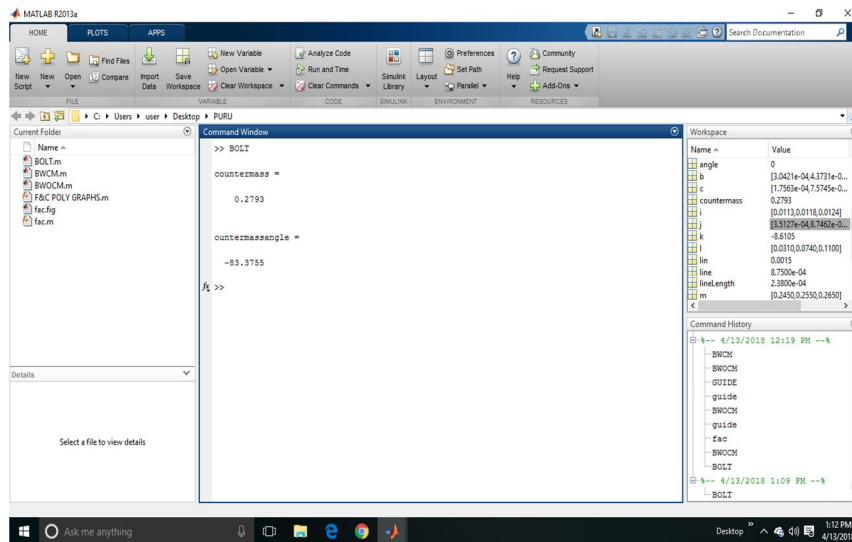 MATLAB R2013a
HOME PLOTS APPS
Search Documentation
New Script
New
Open
Find Files
Compare
Import Data
Save Workspace
New Variable
Open Variable
Clear Workspace
Analyze Code
Run and Time
Clear Commands
Simulink Library
Layout
Preferences
Set Path
Parallel
Help
Community
Request Support
Add-Ons
FILE VARIABLE CODE SIMULINK ENVIRONMENT RESOURCES
C: Users user Desktop PURU
Current Folder
Name
BOLT.m
BWCM.m
BWOCM.m
F&C POLY GRAPHS.m
fac.fig
fac.m
Details
Select a file to view details
Command Window
>> BOLT
countermass =
0.2793
ountermassangle =
-83.3755
fx >>
Workspace
Name Value
angle 0
b [3.0421e-04,4.3731e-0...
c [1.7563e-04,7.5745e-0...
countermass 0.2793
i [0.0113,0.0118,0.0124]
j [3.5127e-04,8.7462e-0...
k -8.6105
l [0.0310,0.0740,0.1100]
lin 0.0015
line 8.7500e-04
lineLength 2.3800e-04
m [0.2450,0.2550,0.2650]
Command History
%-- 4/13/2018 12:19 PM --%
BWCM
BWOCM
GUIDE
guide
BWOCM
guide
fac
BWOCM
BOLT
%-- 4/13/2018 1:09 PM --%
BOLT
Ask me anything
Desktop
1:12 PM
4/13/201